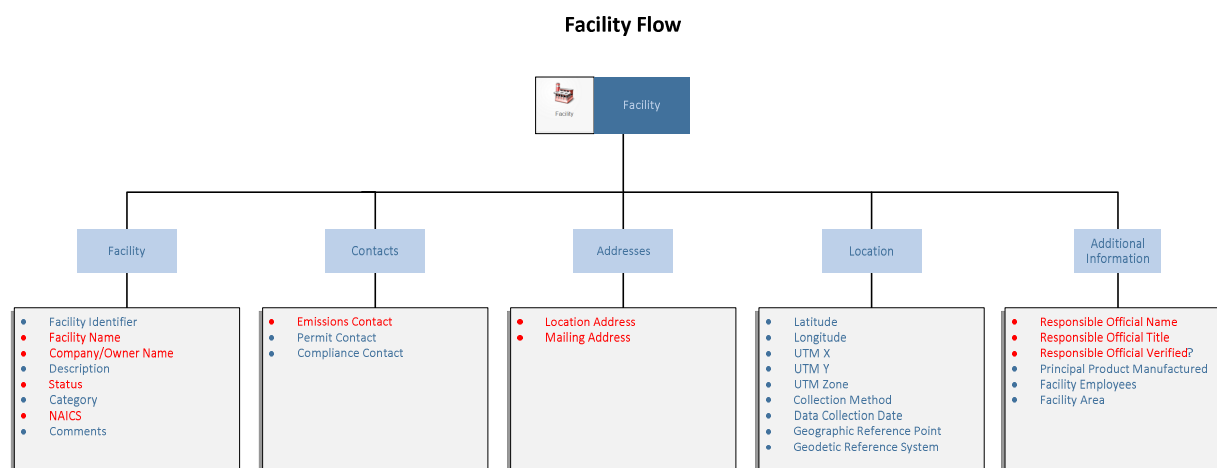 Facility Flow
Facility
Facility
Facility
Contacts
Addresses
Location
Additional
Information
Facility Identifier
Facility Name
Company/Owner Name
Description
Status
Category
NAICS
Comments
Emissions Contact
Permit Contact
Compliance Contact
Location Address
Mailing Address
Latitude
Longitude
UTM X
UTM Y
UTM Zone
Collection Method
Data Collection Date
Geographic Reference Point
Geodetic Reference System
Responsible Official Name
Responsible Official Title
Responsible Official Verified?
Principal Product Manufactured
Facility Employees
Facility Area